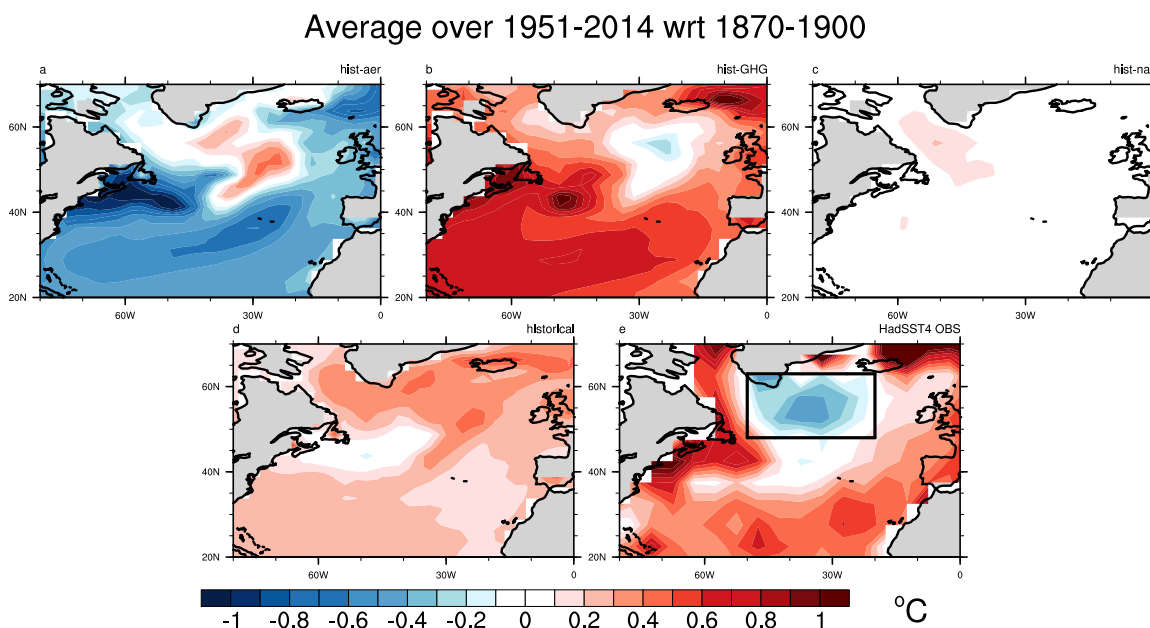 Average over 1951-2014 wrt 1870-1900
a hist-aer
b hist-GHG
c hist-na
60N 40N 20N
60W 30W 0
60N 40N 20N
60W 30W 0
60N 40N 20N
60W 30W
d historical
e HadSST4 OBS
60N 40N 20N
60W 30W 0
60N 40N 20N
60W 30W 0
-1 -0.8 -0.6 -0.4 -0.2 0 0.2 0.4 0.6 0.8 1
°C